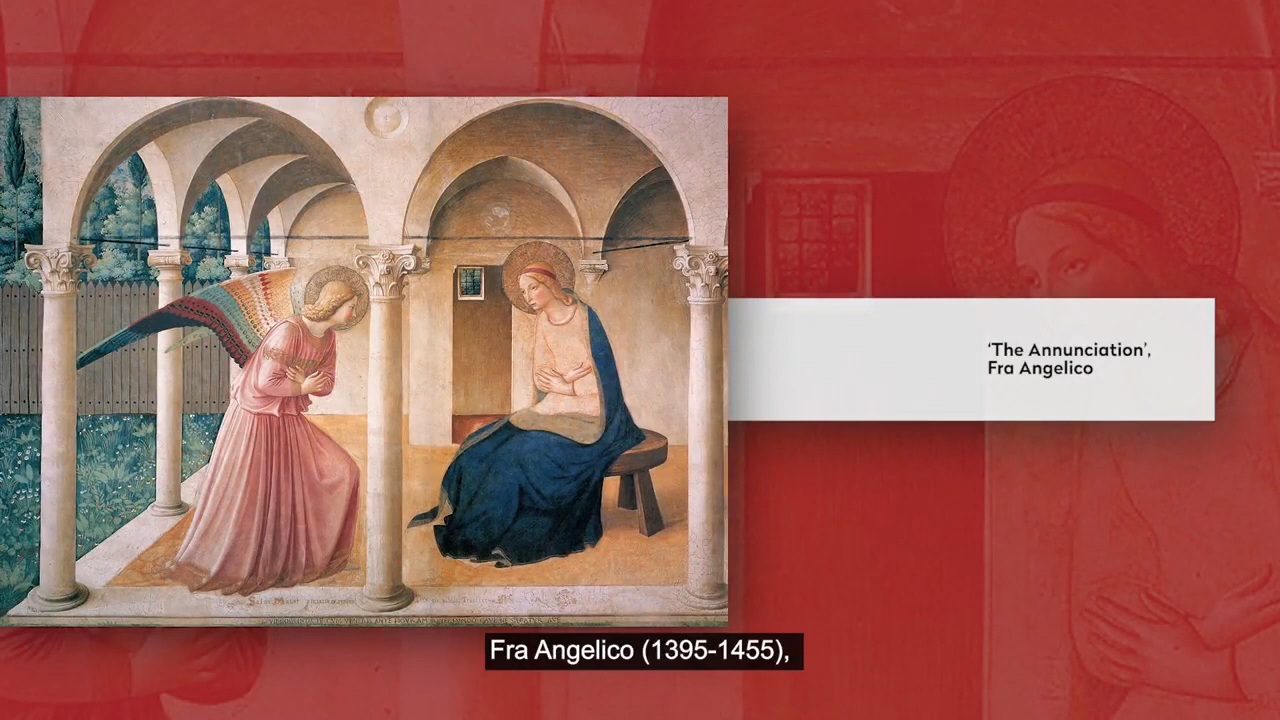 ‘The Annunciation’,
Fra Angelico
Fra Angelico (1395-1455),